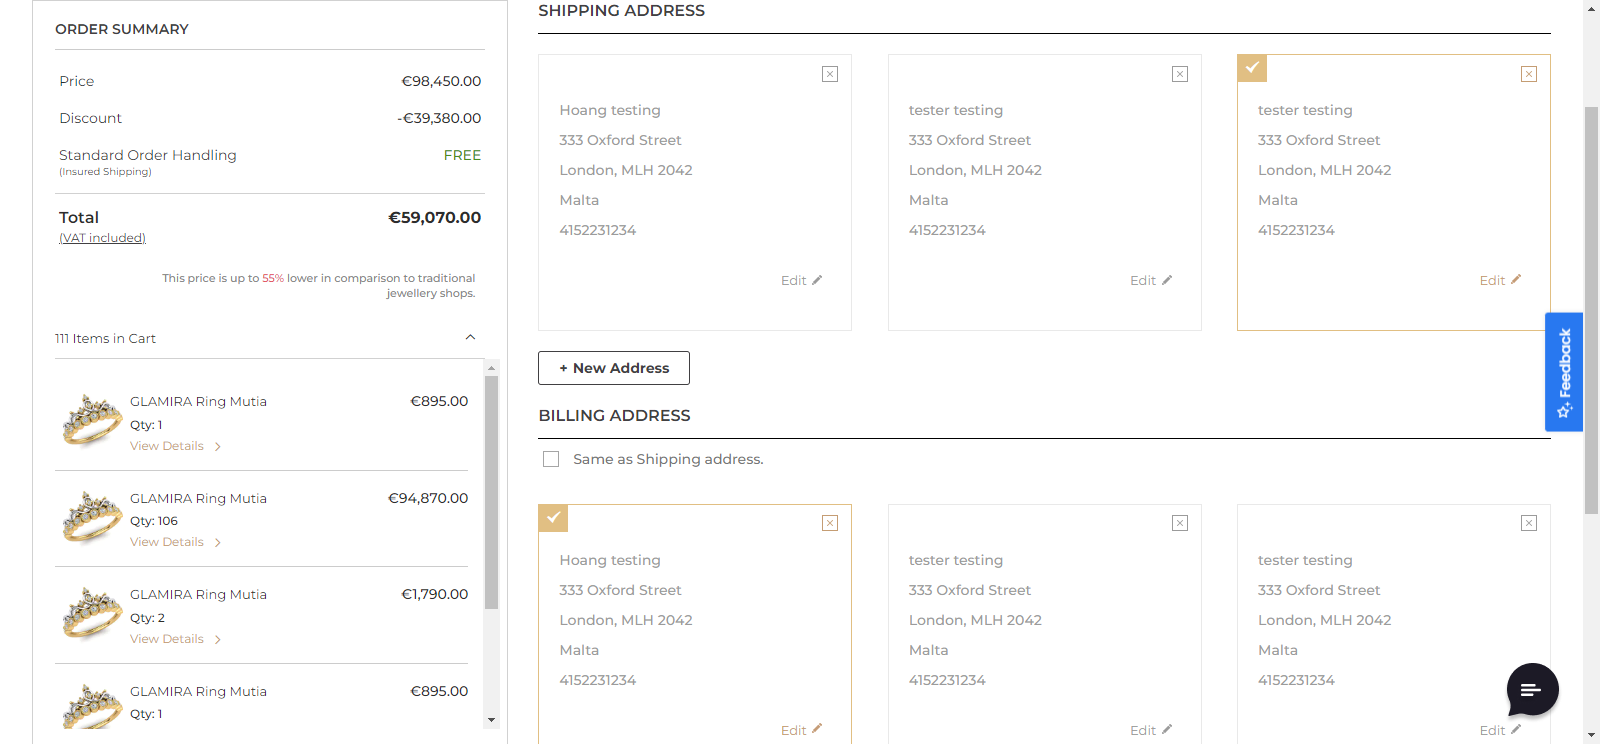 ORDER SUMMARY
Price €98,450.00
Discount -€39,380.00
Standard Order Handling FREE
(Insured Shipping)
Total €59,070.00
(VAT included)
This price is up to 55% lower in comparison to traditional
jewellery shops.
111 Items in Cart
GLAMIRA Ring Mutia €895.00
Qty: 1
View Details
GLAMIRA Ring Mutia €94,870.00
Qty: 106
View Details
GLAMIRA Ring Mutia €1,790.00
Qty: 2
View Details
GLAMIRA Ring Mutia €895.00
Qty: 1
SHIPPING ADDRESS
Hoang testing
333 Oxford Street
London, MLH 2042
Malta
4152231234
Edit
tester testing
333 Oxford Street
London, MLH 2042
Malta
4152231234
Edit
tester testing
333 Oxford Street
London, MLH 2042
Malta
4152231234
Edit
+ New Address
BILLING ADDRESS
Same as Shipping address.
Hoang testing
333 Oxford Street
London, MLH 2042
Malta
4152231234
Edit
tester testing
333 Oxford Street
London, MLH 2042
Malta
4152231234
Edit
tester testing
333 Oxford Street
London, MLH 2042
Malta
4152231234
Edit
Feedback